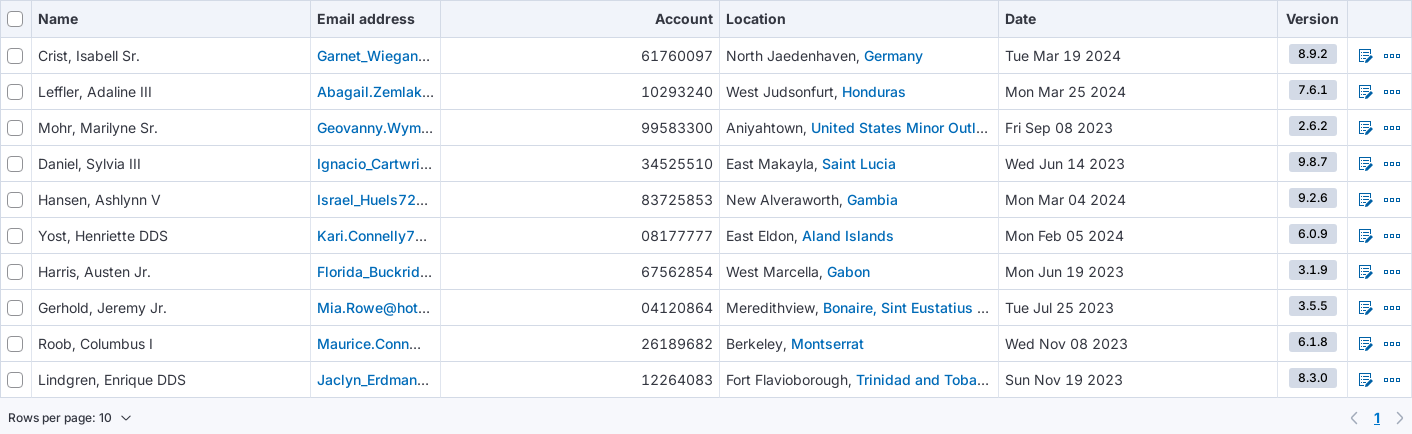 Name Email address Account Location Date Version
Crist, Isabell Sr. Garnet_Wiegan... 61760097 North Jaedenhaven, Germany Tue Mar 19 2024 8.9.2
Leffler, Adaline III Abagail.Zemlak... 10293240 West Judsonfurt, Honduras Mon Mar 25 2024 7.6.1
Mohr, Marilyne Sr. Geovanny.Wym... 99583300 Aniyahtown, United States Minor Outl... Fri Sep 08 2023 2.6.2
Daniel, Sylvia III Ignacio_Cartwri... 34525510 East Makayla, Saint Lucia Wed Jun 14 2023 9.8.7
Hansen, Ashlynn V Israel_Huels72... 83725853 New Alveraworth, Gambia Mon Mar 04 2024 9.2.6
Yost, Henriette DDS Kari.Connelly7... 08177777 East Eldon, Aland Islands Mon Feb 05 2024 6.0.9
Harris, Austen Jr. Florida_Buckrid... 67562854 West Marcella, Gabon Mon Jun 19 2023 3.1.9
Gerhold, Jeremy Jr. Mia.Rowe@hot... 04120864 Meredithview, Bonaire, Sint Eustatius ... Tue Jul 25 2023 3.5.5
Roob, Columbus I Maurice.Conn... 26189682 Berkeley, Montserrat Wed Nov 08 2023 6.1.8
Lindgren, Enrique DDS Jaclyn_Erdman... 12264083 Fort Flavioborough, Trinidad and Toba... Sun Nov 19 2023 8.3.0
Rows per page: 10 1